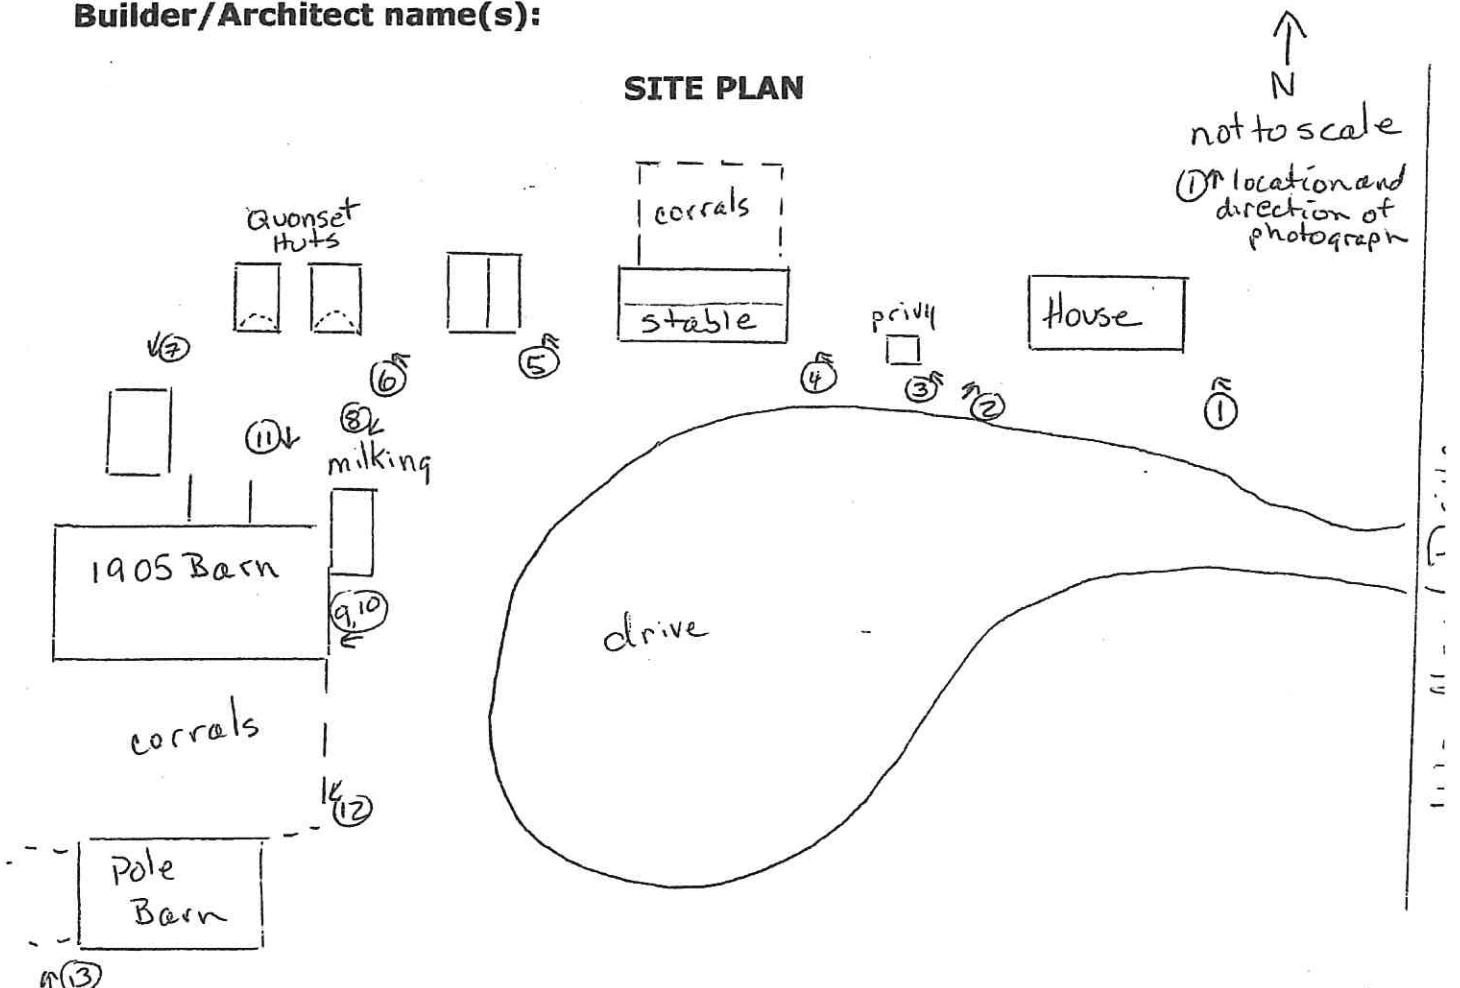 Builder/Architect name(s):
SITE PLAN
N
not to scale
① location and
direction of
photograph
Quonset
Huts
corrals
stable
privy
House
7
6
5
4
3
2
1
11
8
milking
1905 Barn
9,10
drive
corrals
12
Pole
Barn
13